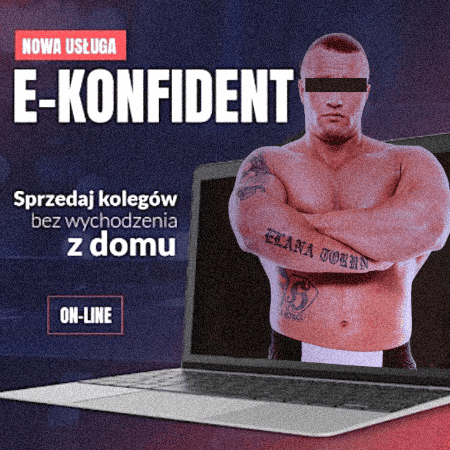 NOWA USŁUGA
E-KONFIDENT
Sprzedaj kolegów
bez wychodzenia
z domu
ON-LINE